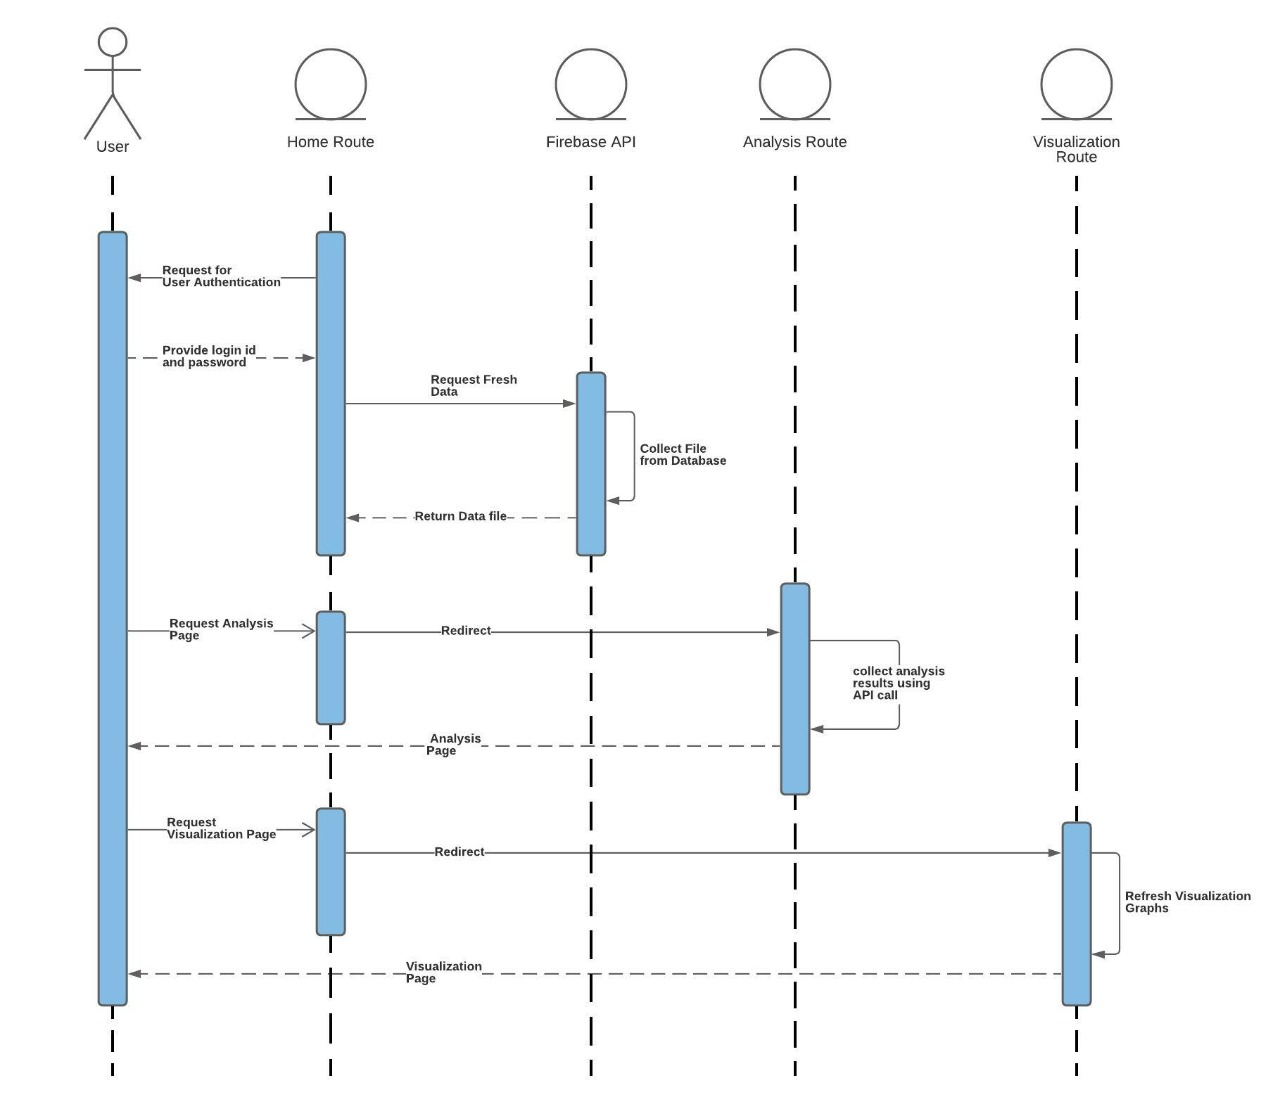 User
Home Route
Firebase API
Analysis Route
Visualization
Route
Request for
User Authentication
Provide login id
and password
Request Fresh
Data
Collect File
from Database
Return Data file
Request Analysis
Page
Redirect
collect analysis
results using
API call
Analysis
Page
Request
Visualization Page
Redirect
Refresh Visualization
Graphs
Visualization
Page